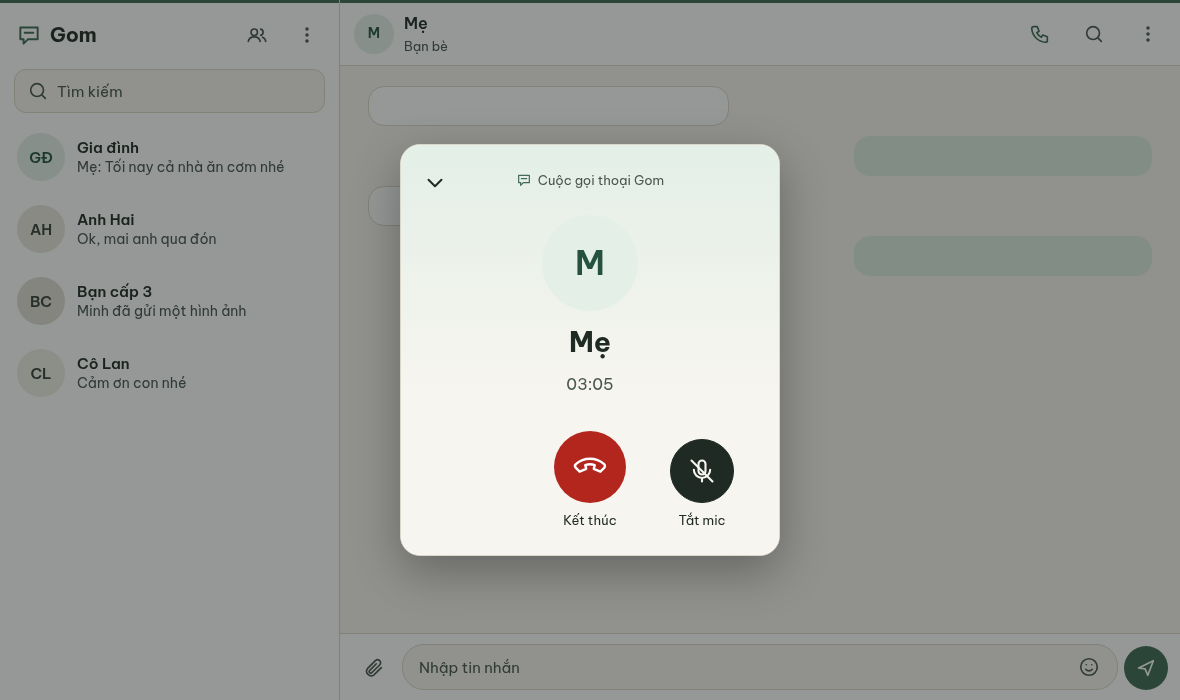 Gom
Tìm kiếm
GĐ
Gia đình
Mẹ: Tối nay cả nhà ăn cơm nhé
AH
Anh Hai
Ok, mai anh qua đón
BC
Bạn cấp 3
Minh đã gửi một hình ảnh
CL
Cô Lan
Cảm ơn con nhé
M
Mẹ
Bạn bè
Cuộc gọi thoại Gom
M
Mẹ
03:05
Kết thúc
Tắt mic
Nhập tin nhắn